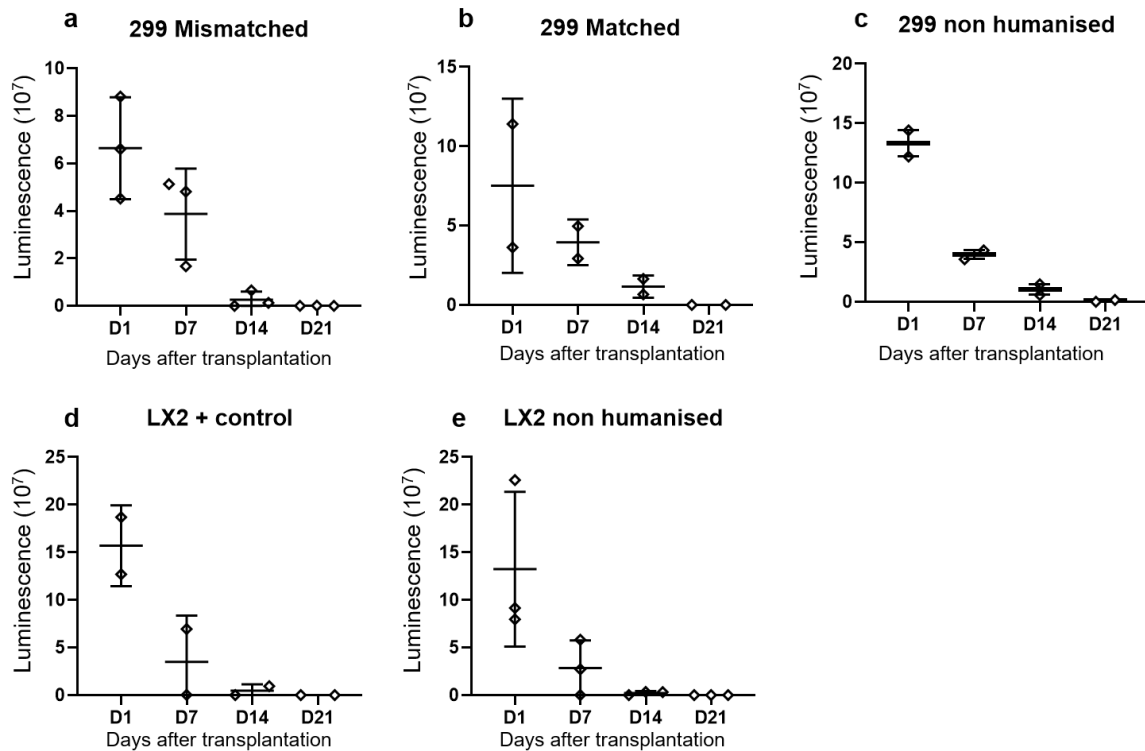 a
299 Mismatched
Luminescence (10⁷)
10
8
6
4
2
0
D1 D7 D14 D21
Days after transplantation
b
299 Matched
Luminescence (10⁷)
15
10
5
0
D1 D7 D14 D21
Days after transplantation
c
299 non humanised
Luminescence (10⁷)
20
15
10
5
0
D1 D7 D14 D21
Days after transplantation
d
LX2 + control
Luminescence (10⁷)
25
20
15
10
5
0
D1 D7 D14 D21
Days after transplantation
e
LX2 non humanised
Luminescence (10⁷)
25
20
15
10
5
0
D1 D7 D14 D21
Days after transplantation